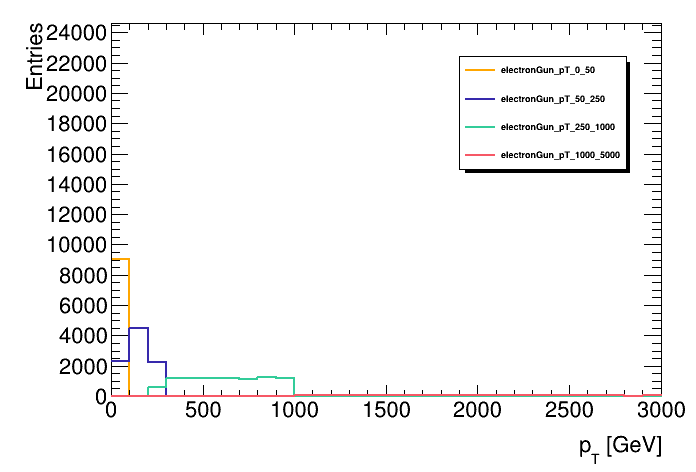 Entries
24000
22000
20000
18000
16000
14000
12000
10000
8000
6000
4000
2000
0
electronGun_pT_0_50
electronGun_pT_50_250
electronGun_pT_250_1000
electronGun_pT_1000_5000
0 500 1000 1500 2000 2500 3000
p_T [GeV]